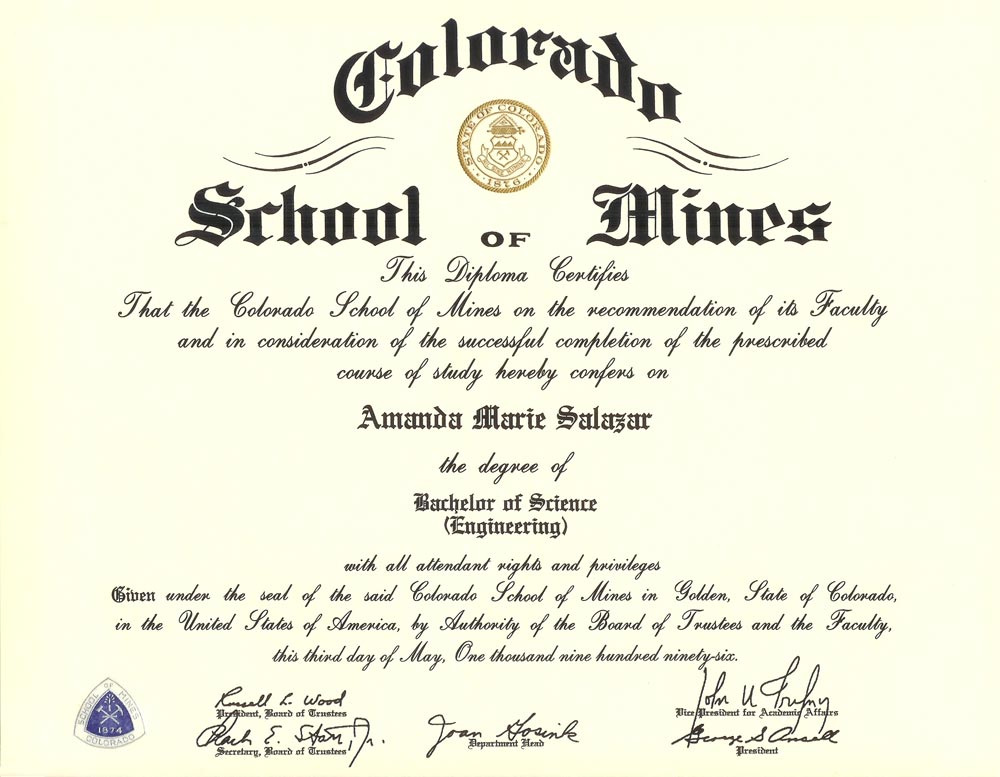 Colorado
STATE OF COLORADO
1876
School OF Mines
This Diploma Certifies
That the Colorado School of Mines on the recommendation of its Faculty
and in consideration of the successful completion of the prescribed
course of study hereby confers on
Amanda Marie Salazar
the degree of
Bachelor of Science
(Engineering)
with all attendant rights and privileges
Given under the seal of the said Colorado School of Mines in Golden, State of Colorado,
in the United States of America, by Authority of the Board of Trustees and the Faculty,
this third day of May, One thousand nine hundred ninety-six.
SCHOOL OF MINES
1874
COLORADO
Russell L. Wood
President, Board of Trustees
Secretary, Board of Trustees
Joan Gosink
Department Head
John U.
Vice President for Academic Affairs
George S. Ansell
President